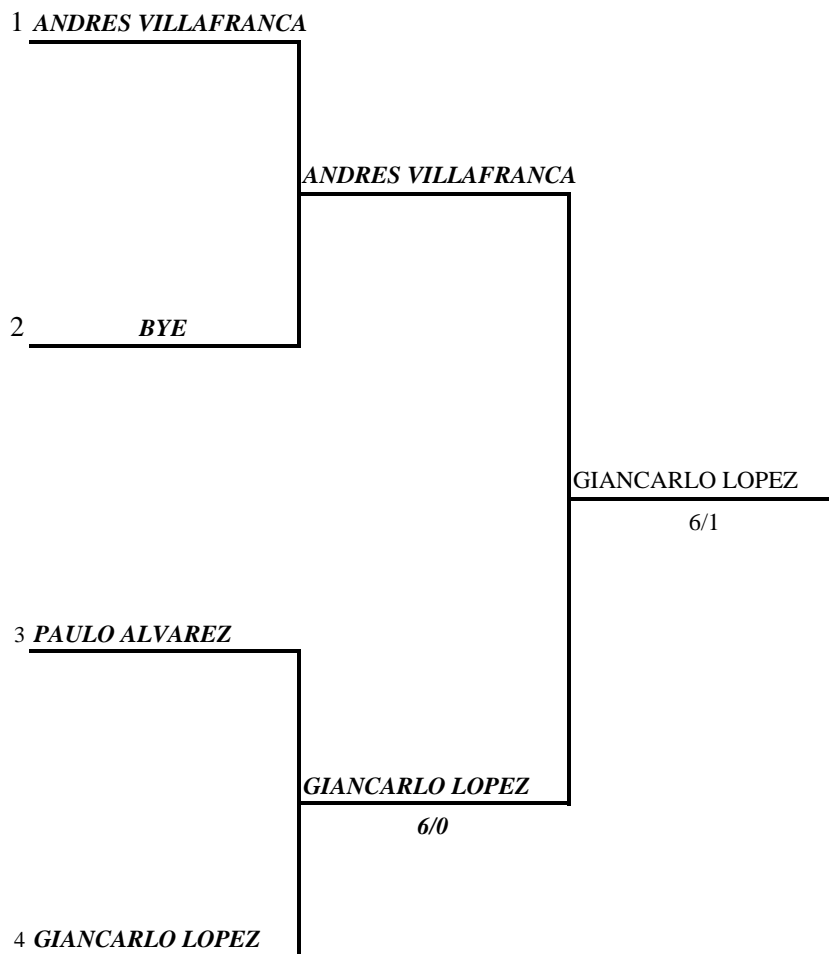 1 ANDRES VILLAFRANCA
ANDRES VILLAFRANCA
2 BYE
GIANCARLO LOPEZ
6/1
3 PAULO ALVAREZ
GIANCARLO LOPEZ
6/0
4 GIANCARLO LOPEZ